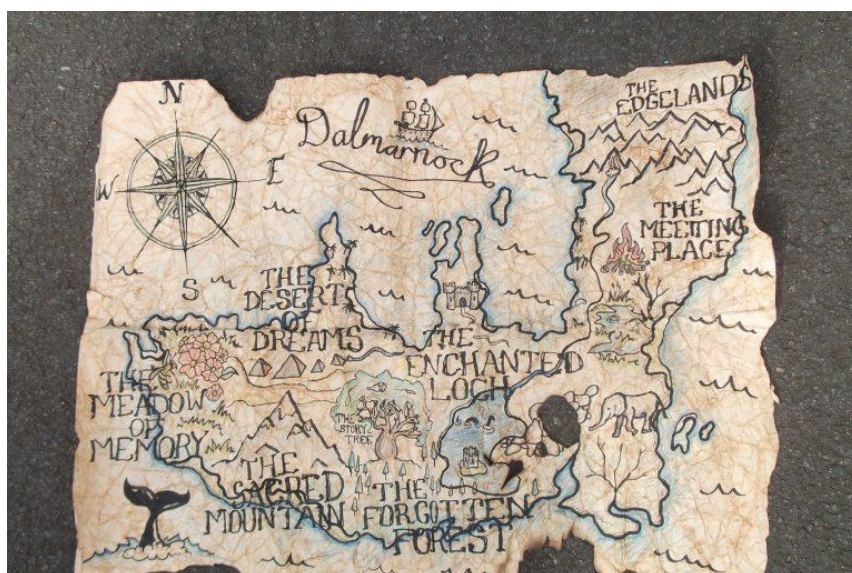 N
W
E
S
Dalmarnock
THE
EDGELANDS
THE
MEETING
PLACE
THE
DESERT
OF
DREAMS
THE
ENCHANTED
LOCH
THE
MEADOW
OF
MEMORY
THE
STORY
TREE
THE
SACRED
MOUNTAIN
THE
FORGOTTEN
FOREST